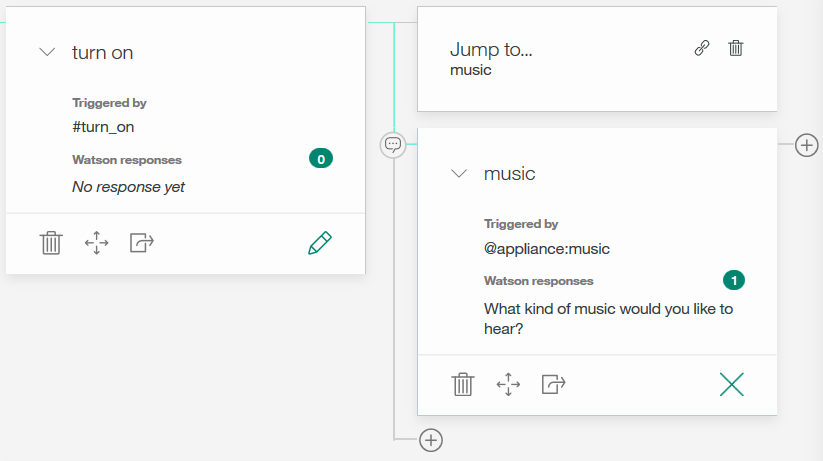 turn on
Triggered by
#turn_on
Watson responses
0
No response yet
Jump to...
music
music
Triggered by
@appliance:music
Watson responses
1
What kind of music would you like to
hear?